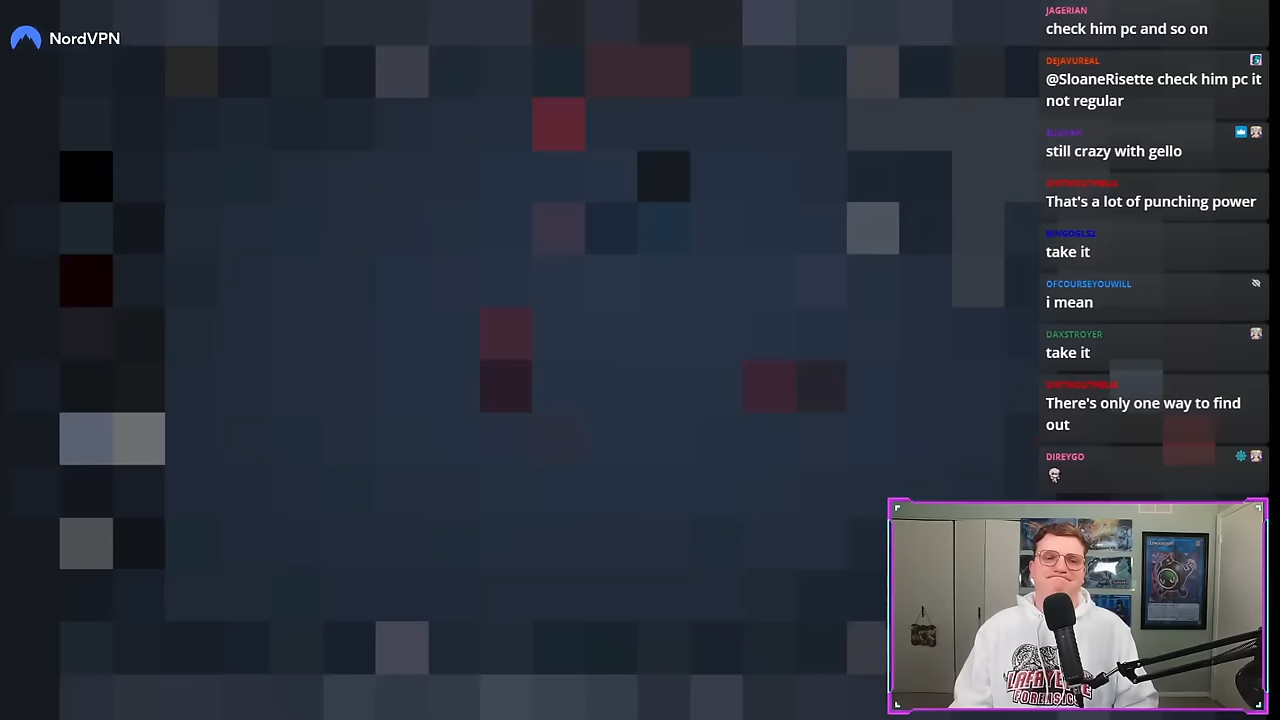 NordVPN
JAGERIAN
check him pc and so on
DEJAVUREAL
@SloaneRisette check him pc it
not regular
still crazy with gello
That's a lot of punching power
take it
OFCOURSEYOUWILL
i mean
DAXSTROYER
take it
There's only one way to find
out
DIREYGO
FORENSIC